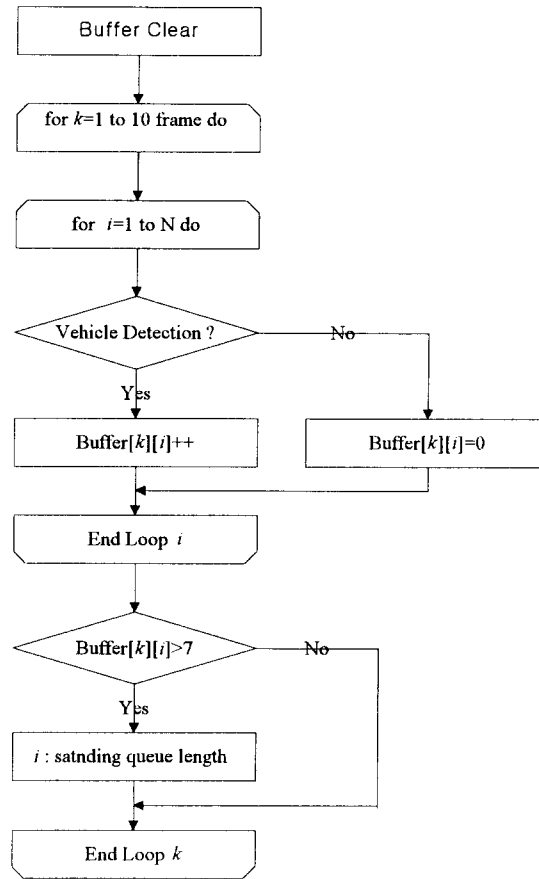 Buffer Clear
for k=1 to 10 frame do
for i=1 to N do
Vehicle Detection ?
No
Yes
Buffer[k][i]++
Buffer[k][i]=0
End Loop i
Buffer[k][i]>7
No
Yes
i : satnding queue length
End Loop k